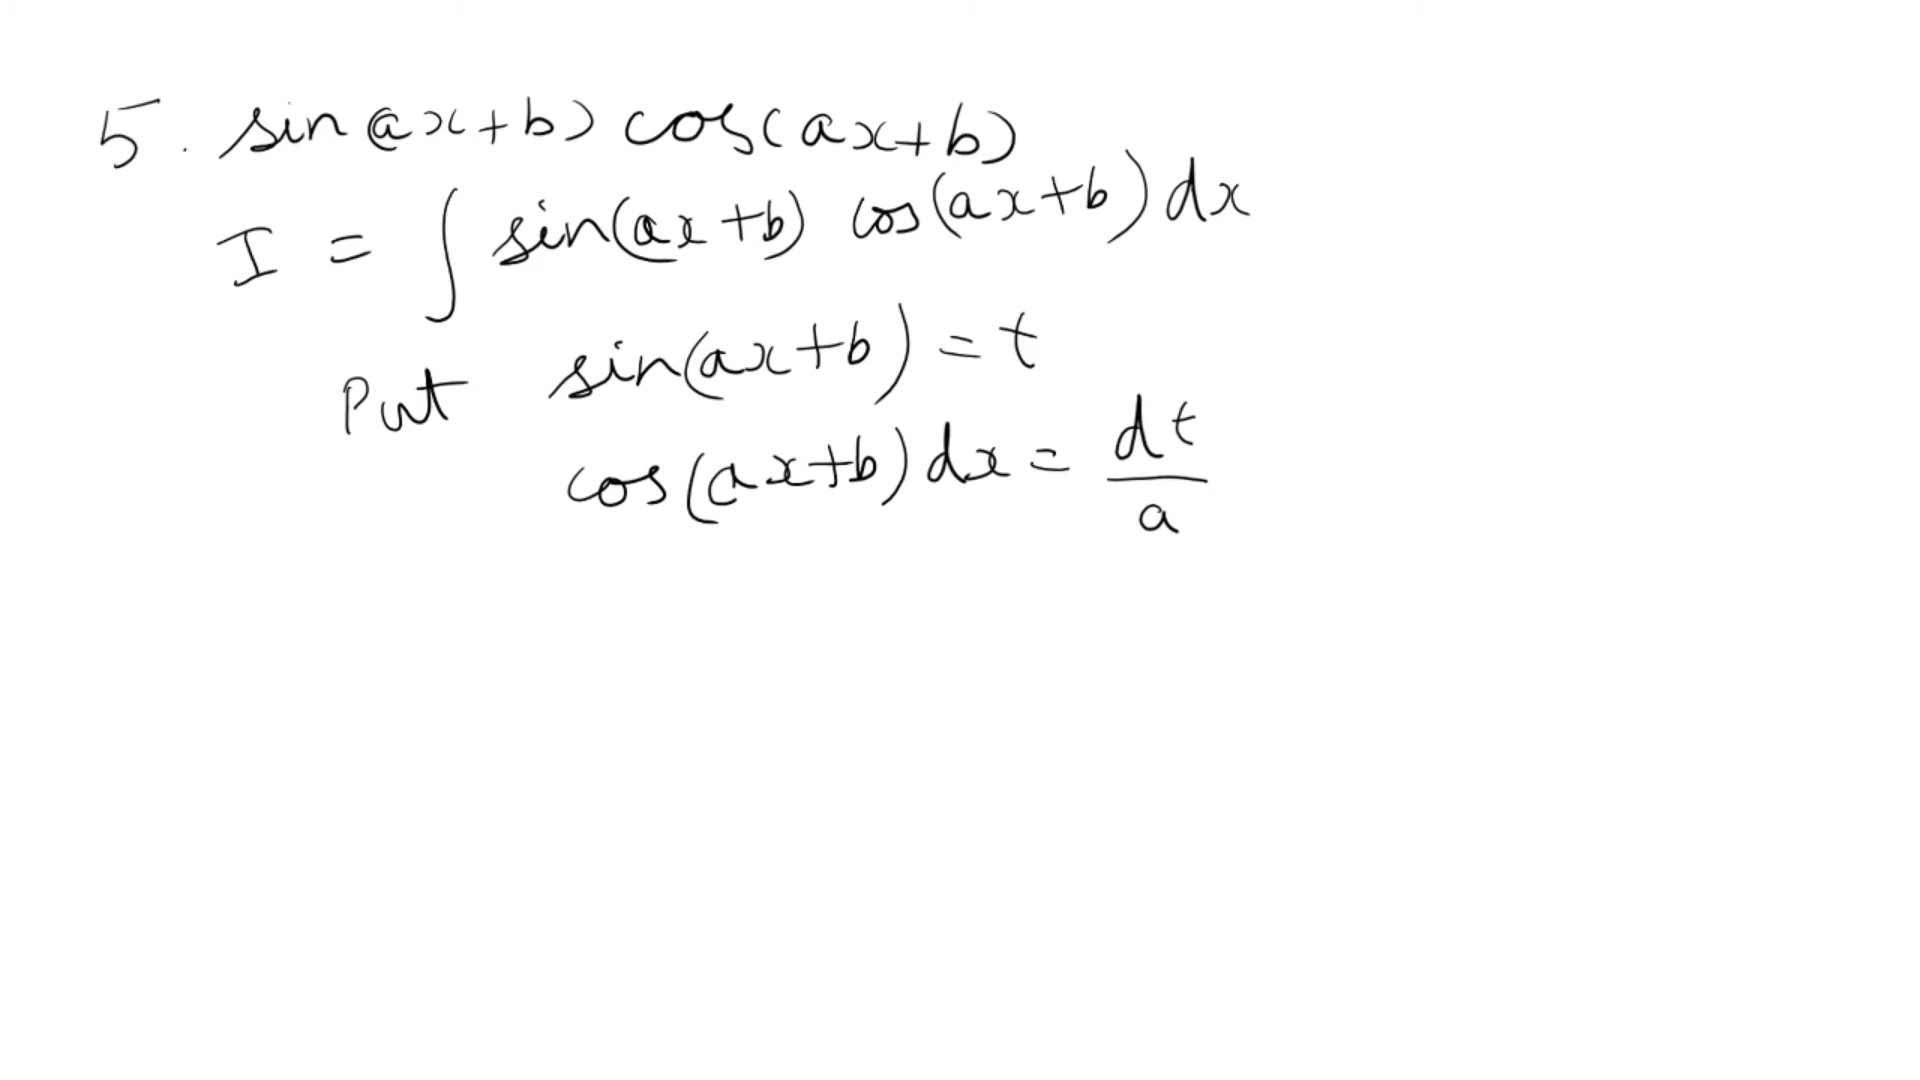 5. sin(ax+b) cos(ax+b)
I = ∫ sin(ax+b) cos(ax+b) dx
Put sin(ax+b) = t
cos(ax+b) dx = dt/a